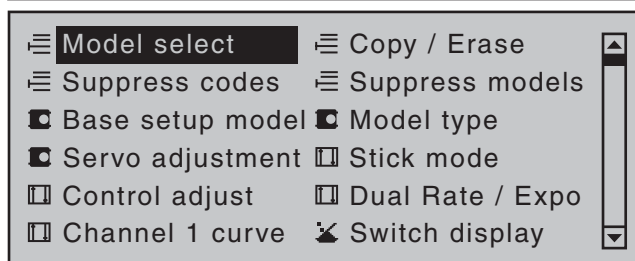 Model select Copy / Erase
Suppress codes Suppress models
Base setup model Model type
Servo adjustment Stick mode
Control adjust Dual Rate / Expo
Channel 1 curve Switch display